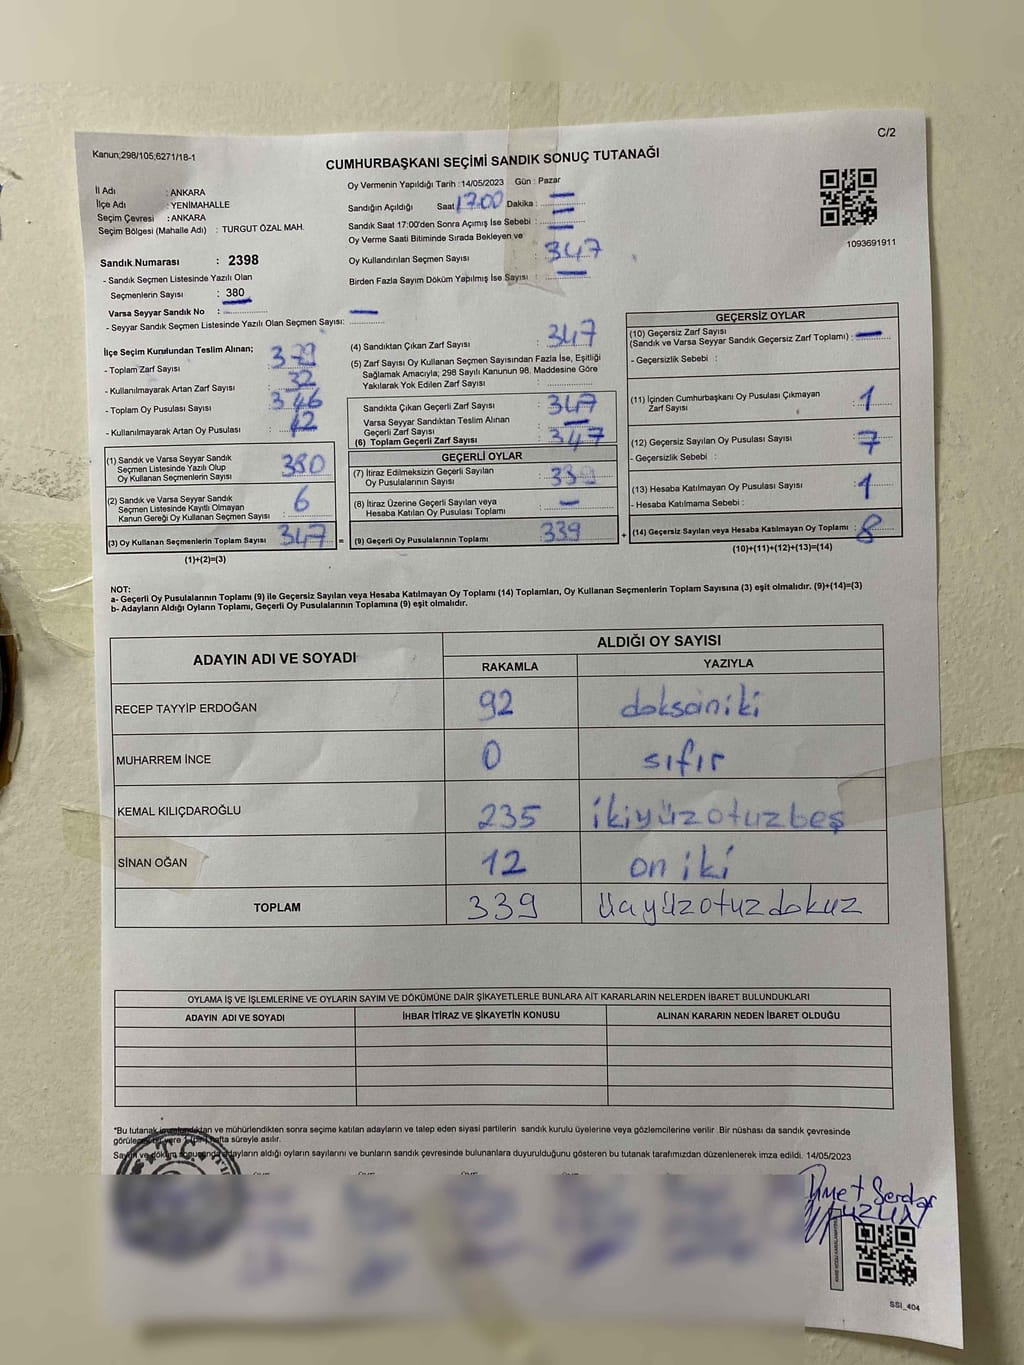 C/2
Kanun;298/105;6271/18-1
CUMHURBAŞKANI SEÇİMİ SANDIK SONUÇ TUTANAĞI
İl Adı : ANKARA
İlçe Adı : YENİMAHALLE
Seçim Çevresi : ANKARA
Seçim Bölgesi (Mahalle Adı) : TURGUT ÖZAL MAH.
Oy Vermenin Yapıldığı Tarih :14/05/2023 Gün : Pazar
Sandığın Açıldığı Saat 17:00 Dakika : —
Sandık Saat 17:00'den Sonra Açımış İse Sebebi : —
Oy Verme Saati Bitiminde Sırada Bekleyen ve : —
Oy Kullandırılan Seçmen Sayısı : 347
Birden Fazla Sayım Döküm Yapılmış İse Sayısı : —
1093691911
Sandık Numarası : 2398
- Sandık Seçmen Listesinde Yazılı Olan
Seçmenlerin Sayısı : 380
Varsa Seyyar Sandık No : —
- Seyyar Sandık Seçmen Listesinde Yazılı Olan Seçmen Sayısı:
İlçe Seçim Kurulundan Teslim Alınan;
- Toplam Zarf Sayısı :
- Kullanılmayarak Artan Zarf Sayısı : 32
- Toplam Oy Pusulası Sayısı : 346
- Kullanılmayarak Artan Oy Pusulası :
(1) Sandık ve Varsa Seyyar Sandık
Seçmen Listesinde Yazılı Olup
Oy Kullanan Seçmenlerin Sayısı : 380
(2) Sandık ve Varsa Seyyar Sandık
Seçmen Listesinde Kayıtlı Olmayan
Kanun Gereği Oy Kullanan Seçmen Sayısı : 6
(3) Oy Kullanan Seçmenlerin Toplam Sayısı : 347 =
(1)+(2)=(3)
(4) Sandıktan Çıkan Zarf Sayısı : 347
(5) Zarf Sayısı Oy Kullanan Seçmen Sayısından Fazla İse, Eşitliği
Sağlamak Amacıyla; 298 Sayılı Kanunun 98. Maddesine Göre
Yakılarak Yok Edilen Zarf Sayısı :
Sandıkta Çıkan Geçerli Zarf Sayısı : 347
Varsa Seyyar Sandıktan Teslim Alınan
Geçerli Zarf Sayısı : —
(6) Toplam Geçerli Zarf Sayısı : 347
GEÇERLİ OYLAR
(7) İtiraz Edilmeksizin Geçerli Sayılan
Oy Pusulalarının Sayısı : 339
(8) İtiraz Üzerine Geçerli Sayılan veya
Hesaba Katılan Oy Pusulası Toplamı : —
(9) Geçerli Oy Pusulalarının Toplamı : 339 +
GEÇERSİZ OYLAR
(10) Geçersiz Zarf Sayısı
(Sandık ve Varsa Seyyar Sandık Geçersiz Zarf Toplamı) : —
- Geçersizlik Sebebi :
(11) İçinden Cumhurbaşkanı Oy Pusulası Çıkmayan
Zarf Sayısı : 1
(12) Geçersiz Sayılan Oy Pusulası Sayısı : 7
- Geçersizlik Sebebi :
(13) Hesaba Katılmayan Oy Pusulası Sayısı : 1
- Hesaba Katılmama Sebebi :
(14) Geçersiz Sayılan veya Hesaba Katılmayan Oy Toplamı : 8
(10)+(11)+(12)+(13)=(14)
NOT:
a- Geçerli Oy Pusulalarının Toplamı (9) ile Geçersiz Sayılan veya Hesaba Katılmayan Oy Toplamı (14) Toplamları, Oy Kullanan Seçmenlerin Toplam Sayısına (3) eşit olmalıdır. (9)+(14)=(3)
b- Adayların Aldığı Oyların Toplamı, Geçerli Oy Pusulalarının Toplamına (9) eşit olmalıdır.
ADAYIN ADI VE SOYADI ALDIĞI OY SAYISI
RAKAMLA YAZIYLA
RECEP TAYYİP ERDOĞAN 92 doksaniki
MUHARREM İNCE 0 sıfır
KEMAL KILIÇDAROĞLU 235 ikiyüzotuzbeş
SİNAN OĞAN 12 on iki
TOPLAM 339 üçyüzotuzdokuz
OYLAMA İŞ VE İŞLEMLERİNE VE OYLARIN SAYIM VE DÖKÜMÜNE DAİR ŞİKAYETLERLE BUNLARA AİT KARARLARIN NELERDEN İBARET BULUNDUKLARI
ADAYIN ADI VE SOYADI İHBAR İTİRAZ VE ŞİKAYETİN KONUSU ALINAN KARARIN NEDEN İBARET OLDUĞU
*Bu tutanak imzalandıktan ve mühürlendikten sonra seçime katılan adayların ve talep eden siyasi partilerin sandık kurulu üyelerine veya gözlemcilerine verilir .Bir nüshası da sandık çevresinde
görülecek bir yere 1 (bir) hafta süreyle asılır.
Sayım ve döküm sonucunda adayların aldığı oyların sayılarını ve bunların sandık çevresinde bulunanlara duyurulduğunu gösteren bu tutanak tarafımızdan düzenlenerek imza edildi. 14/05/2023
Serdar
SSI_404